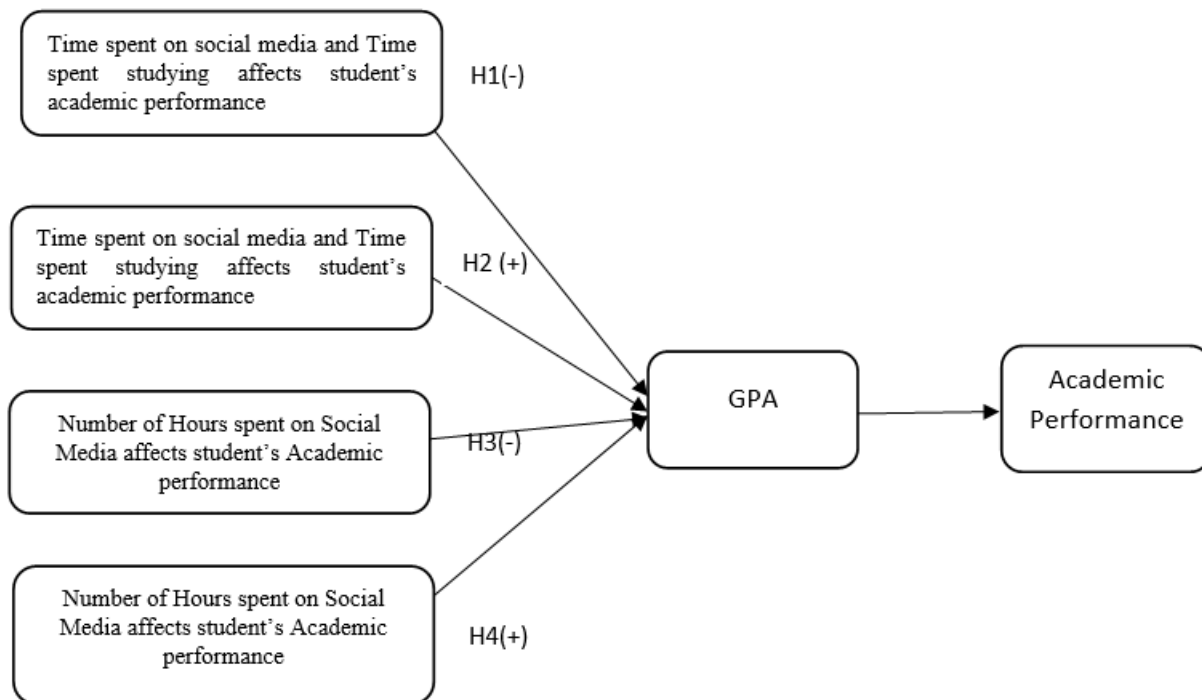 Time spent on social media and Time
spent studying affects student’s
academic performance
H1(-)
Time spent on social media and Time
spent studying affects student’s
academic performance
H2 (+)
Number of Hours spent on Social
Media affects student’s Academic
performance
H3(-)
Number of Hours spent on Social
Media affects student’s Academic
performance
H4(+)
GPA
Academic
Performance